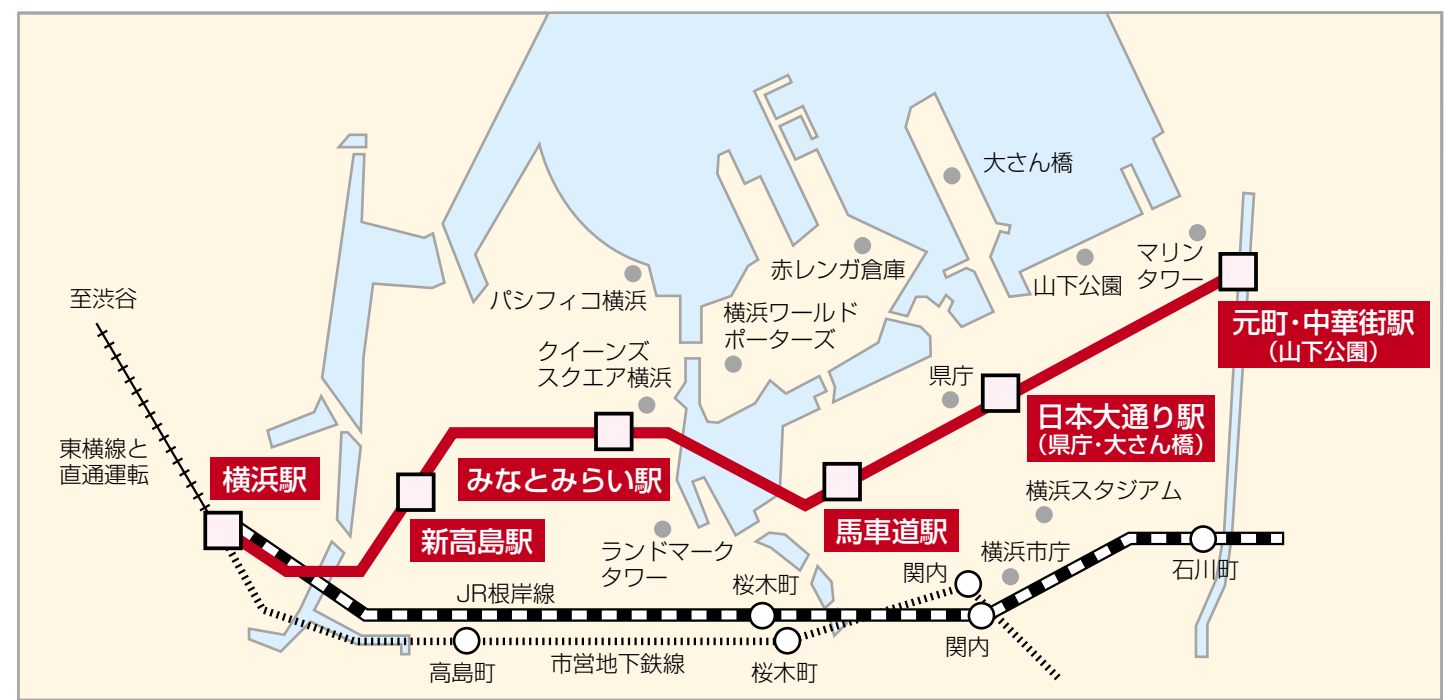 大さん橋
マリン
タワー
赤レンガ倉庫
山下公園
至渋谷
パシフィコ横浜
横浜ワールド
ポーターズ
元町･中華街駅
（山下公園）
クイーンズ
スクエア横浜
県庁
日本大通り駅
（県庁･大さん橋）
東横線と
直通運転
横浜駅
みなとみらい駅
横浜スタジアム
新高島駅
馬車道駅
ランドマーク
タワー
横浜市庁
関内
石川町
JR根岸線
桜木町
関内
高島町
市営地下鉄線
桜木町